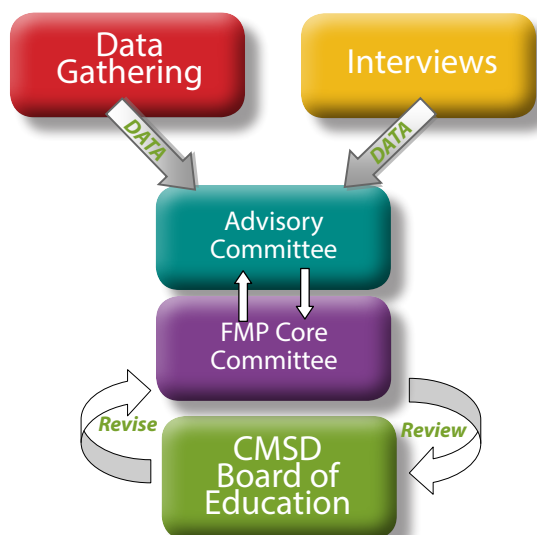 Data
Gathering
Interviews
DATA
DATA
Advisory
Committee
FMP Core
Committee
Revise
Review
CMSD
Board of
Education